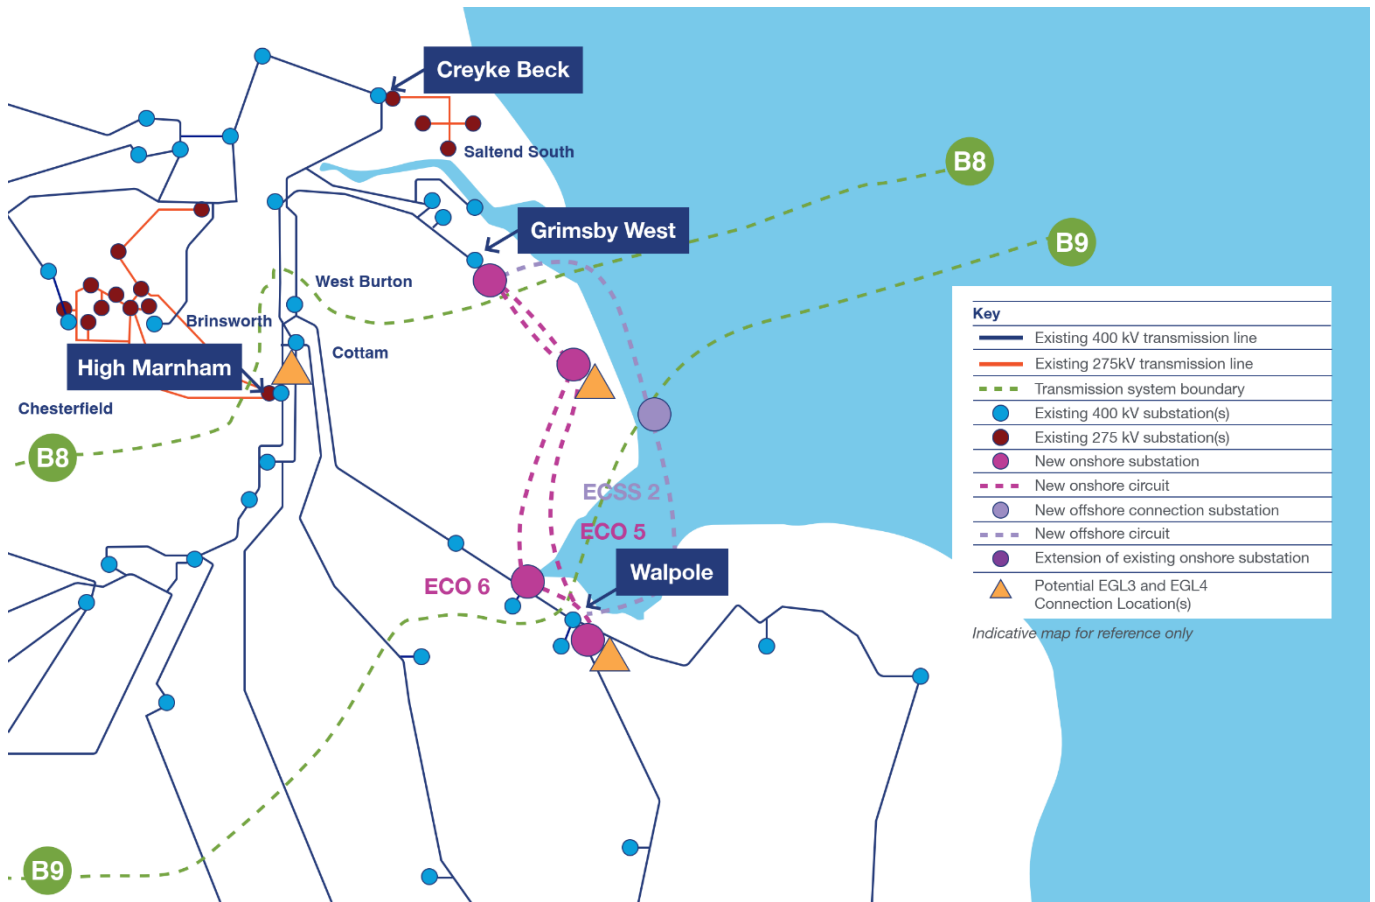 Creyke Beck
Saltend South
B8
Grimsby West
B9
West Burton
Brinsworth
Cottam
High Marnham
Chesterfield
B8
ECSS 2
ECO 5
Walpole
ECO 6
B9
Key
Existing 400 kV transmission line
Existing 275kV transmission line
Transmission system boundary
Existing 400 kV substation(s)
Existing 275 kV substation(s)
New onshore substation
New onshore circuit
New offshore connection substation
New offshore circuit
Extension of existing onshore substation
Potential EGL3 and EGL4
Connection Location(s)
Indicative map for reference only